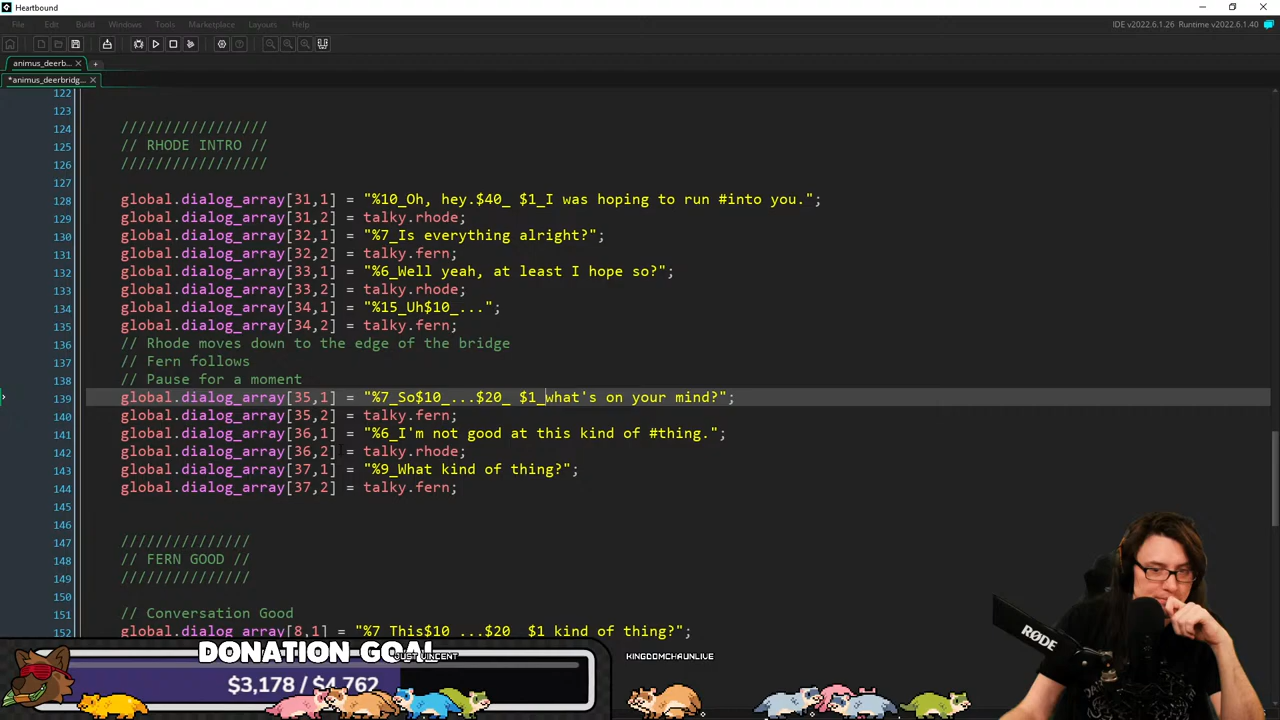 Heartbound
File Edit Build Windows Tools Marketplace Layouts Help
IDE v2022.6.1.26 Runtime v2022.6.1.40
animus_deerb...
*animus_deerbridg...
122
123
124 /////////////////
125 // RHODE INTRO //
126 /////////////////
127
128 global.dialog_array[31,1] = "%10_Oh, hey.$40_ $1_I was hoping to run #into you.";
129 global.dialog_array[31,2] = talky.rhode;
130 global.dialog_array[32,1] = "%7_Is everything alright?";
131 global.dialog_array[32,2] = talky.fern;
132 global.dialog_array[33,1] = "%6_Well yeah, at least I hope so?";
133 global.dialog_array[33,2] = talky.rhode;
134 global.dialog_array[34,1] = "%15_Uh$10_...";
135 global.dialog_array[34,2] = talky.fern;
136 // Rhode moves down to the edge of the bridge
137 // Fern follows
138 // Pause for a moment
139 global.dialog_array[35,1] = "%7_So$10_...$20_ $1_what's on your mind?";
140 global.dialog_array[35,2] = talky.fern;
141 global.dialog_array[36,1] = "%6_I'm not good at this kind of #thing.";
142 global.dialog_array[36,2] = talky.rhode;
143 global.dialog_array[37,1] = "%9_What kind of thing?";
144 global.dialog_array[37,2] = talky.fern;
145
146
147 ///////////////
148 // FERN GOOD //
149 ///////////////
150
151 // Conversation Good
152 global.dialog_array[8,1] = "%7_This$10_...$20_ $1_kind of thing?";
DONATION GOAL
JUST VINCENT
KINGDOMCHAUNLIVE
$3,178 / $4,762
RØDE